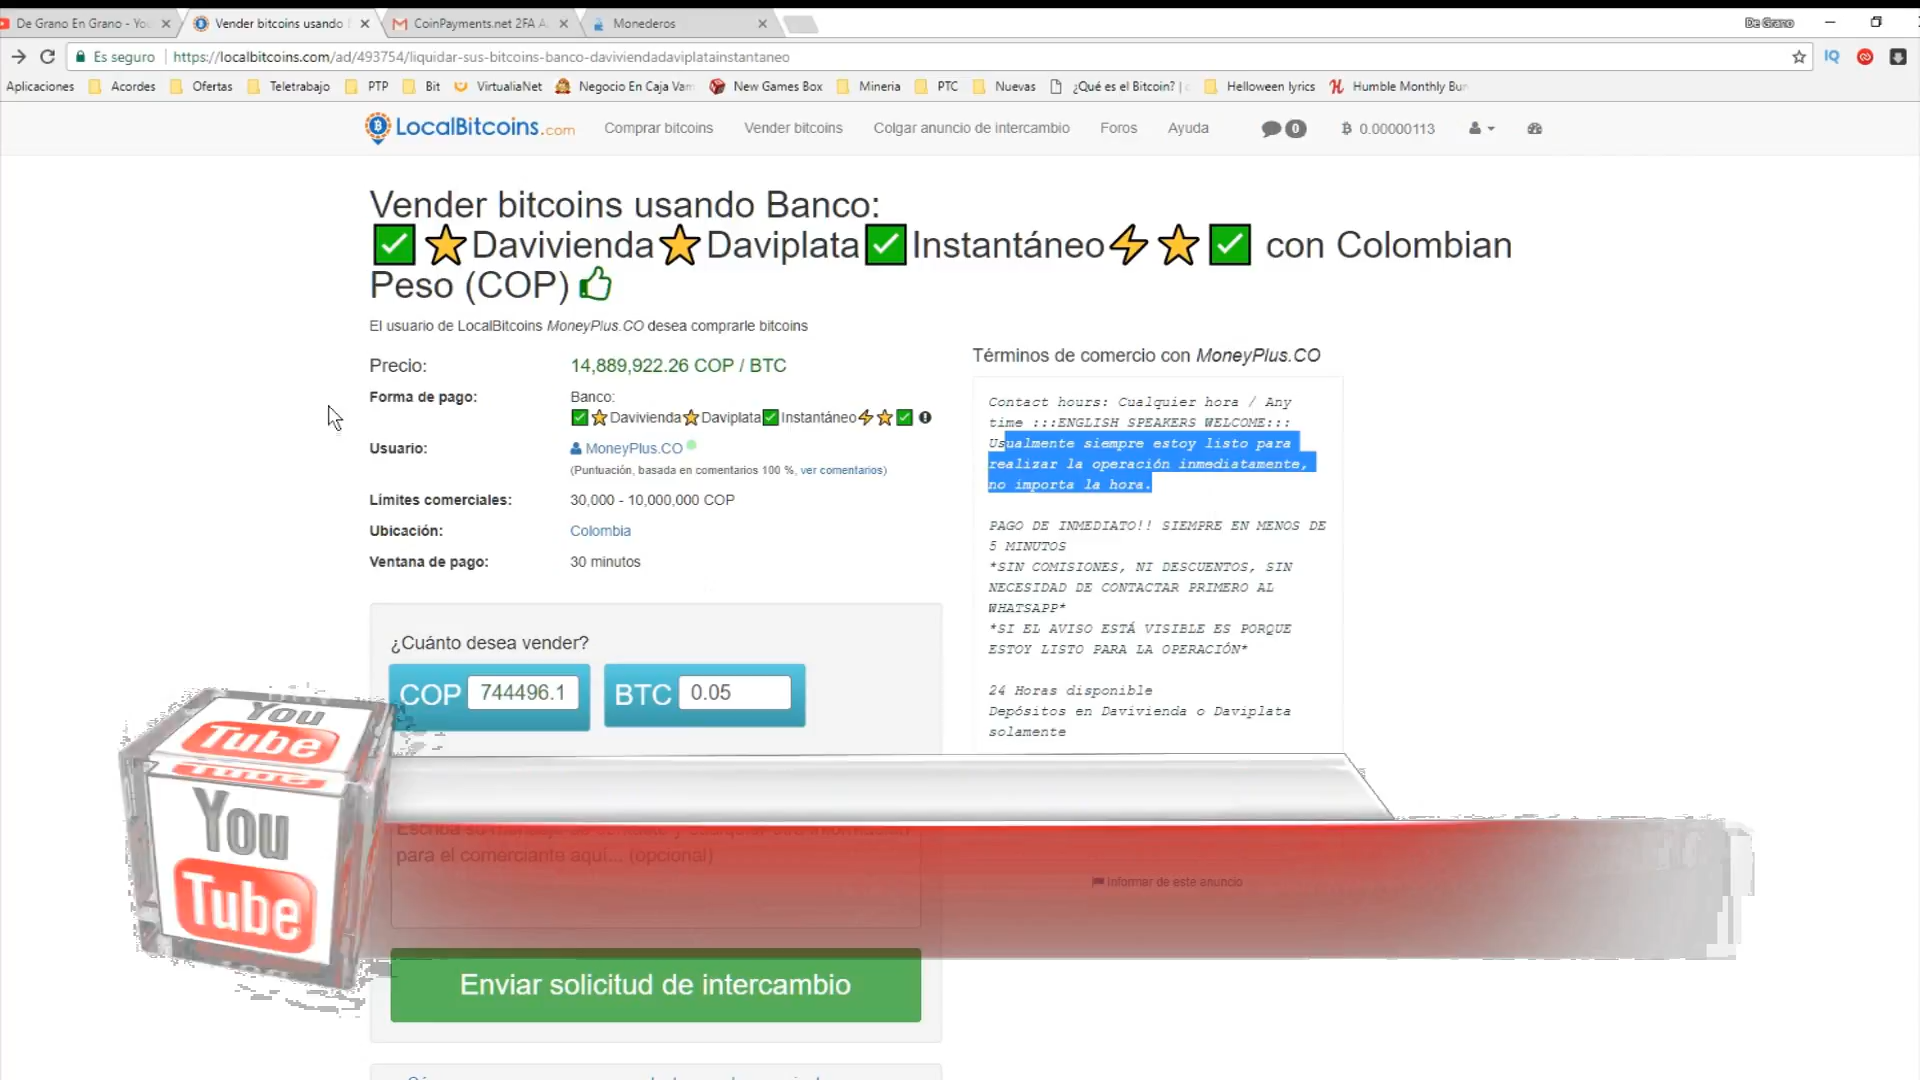 De Grano En Grano - You
Vender bitcoins usando
CoinPayments.net 2FA A
Monederos
De Grano
Es seguro
https://localbitcoins.com/ad/493754/liquidar-sus-bitcoins-banco-daviviendadaviplatainstantaneo
IQ
Aplicaciones
Acordes
Ofertas
Teletrabajo
PTP
Bit
VirtualiaNet
Negocio En Caja Van
New Games Box
Mineria
PTC
Nuevas
¿Qué es el Bitcoin? |
Helloween lyrics
Humble Monthly Bun
LocalBitcoins.com
Comprar bitcoins
Vender bitcoins
Colgar anuncio de intercambio
Foros
Ayuda
0
0.00000113
Vender bitcoins usando Banco:
✅⭐Davivienda⭐Daviplata✅Instantáneo⚡⭐✅ con Colombian
Peso (COP)
El usuario de LocalBitcoins MoneyPlus.CO desea comprarle bitcoins
Precio: 14,889,922.26 COP / BTC
Forma de pago: Banco:
✅⭐Davivienda⭐Daviplata✅Instantáneo⚡⭐✅
Usuario: MoneyPlus.CO
(Puntuación, basada en comentarios 100 %, ver comentarios)
Límites comerciales: 30,000 - 10,000,000 COP
Ubicación: Colombia
Ventana de pago: 30 minutos
Términos de comercio con MoneyPlus.CO
Contact hours: Cualquier hora / Any
time :::ENGLISH SPEAKERS WELCOME:::
Usualmente siempre estoy listo para
realizar la operación inmediatamente,
no importa la hora.
PAGO DE INMEDIATO!! SIEMPRE EN MENOS DE
5 MINUTOS
*SIN COMISIONES, NI DESCUENTOS, SIN
NECESIDAD DE CONTACTAR PRIMERO AL
WHATSAPP*
*SI EL AVISO ESTÁ VISIBLE ES PORQUE
ESTOY LISTO PARA LA OPERACIÓN*
24 Horas disponible
Depósitos en Davivienda o Daviplata
solamente
¿Cuánto desea vender?
COP 744496.1
BTC 0.05
para el comerciante aquí... (opcional)
Informar de este anuncio
Enviar solicitud de intercambio
You
Tube
You
Tube